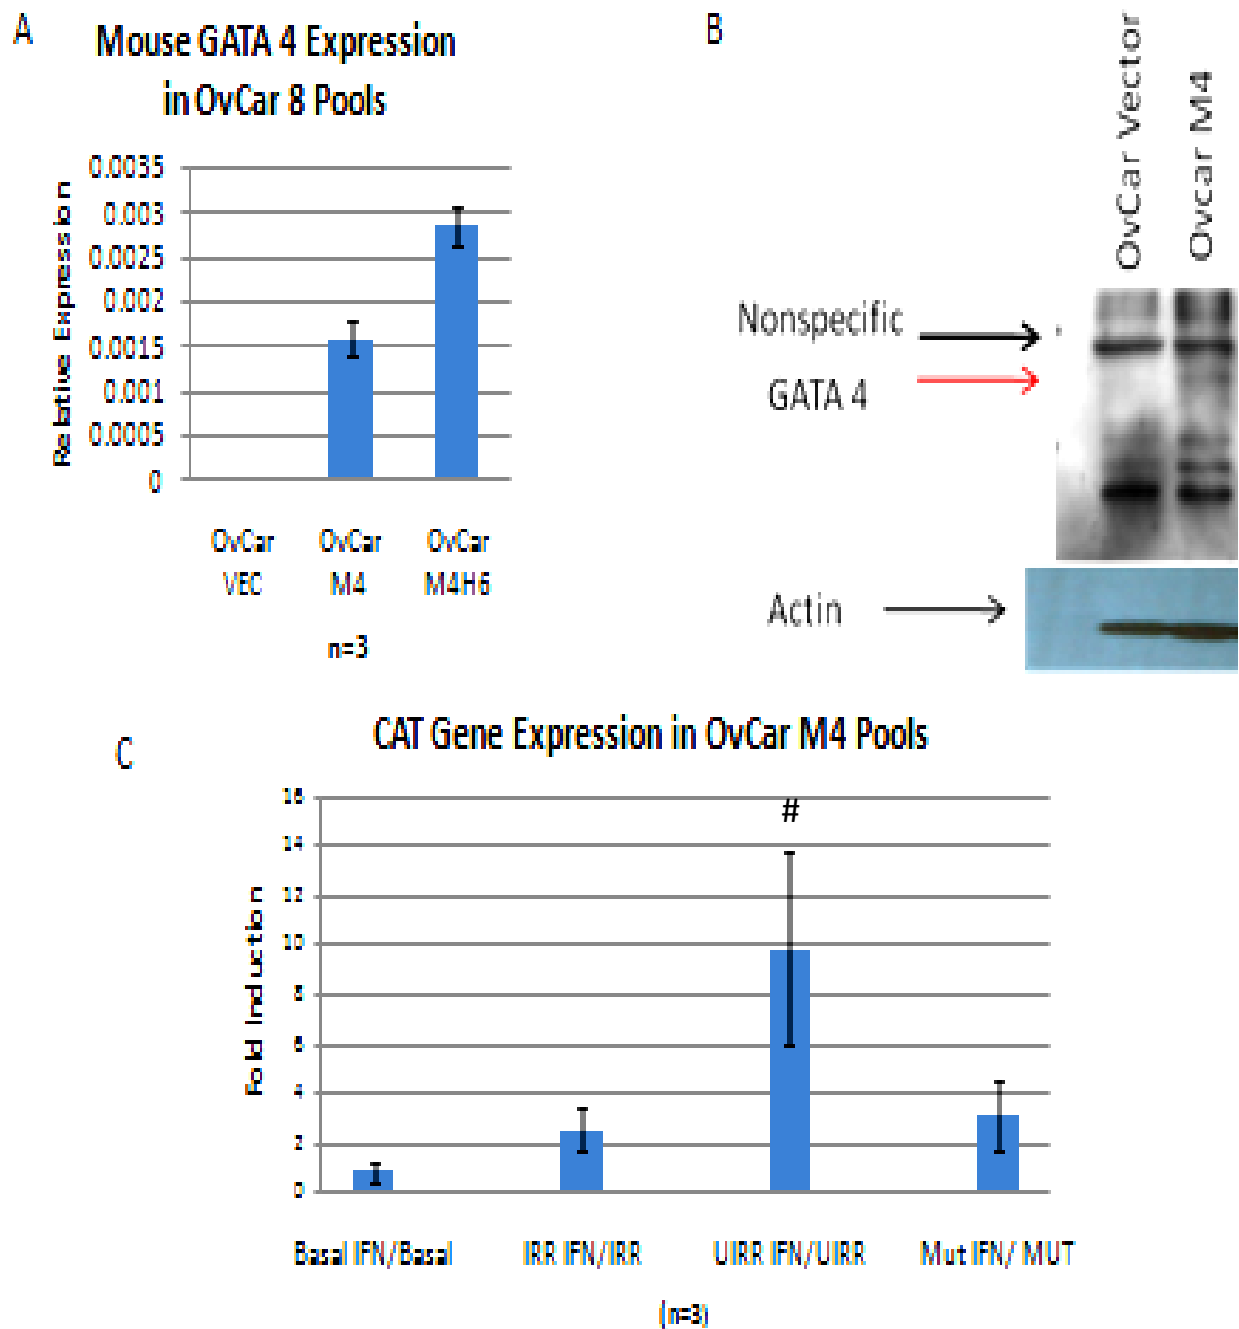 A
Mouse GATA 4 Expression
in OvCar 8 Pools
Relative Expression
0.0035
0.003
0.0025
0.002
0.0015
0.001
0.0005
0
OvCar VEC
OvCar M4
OvCar M4H6
n=3
B
OvCar Vector
Ovcar M4
Nonspecific
GATA 4
Actin
C
CAT Gene Expression in OvCar M4 Pools
Fold Induction
16
14
12
10
8
6
4
2
0
#
Basal IFN/Basal
IRR IFN/IRR
UIRR IFN/UIRR
Mut IFN/ MUT
(n=3)